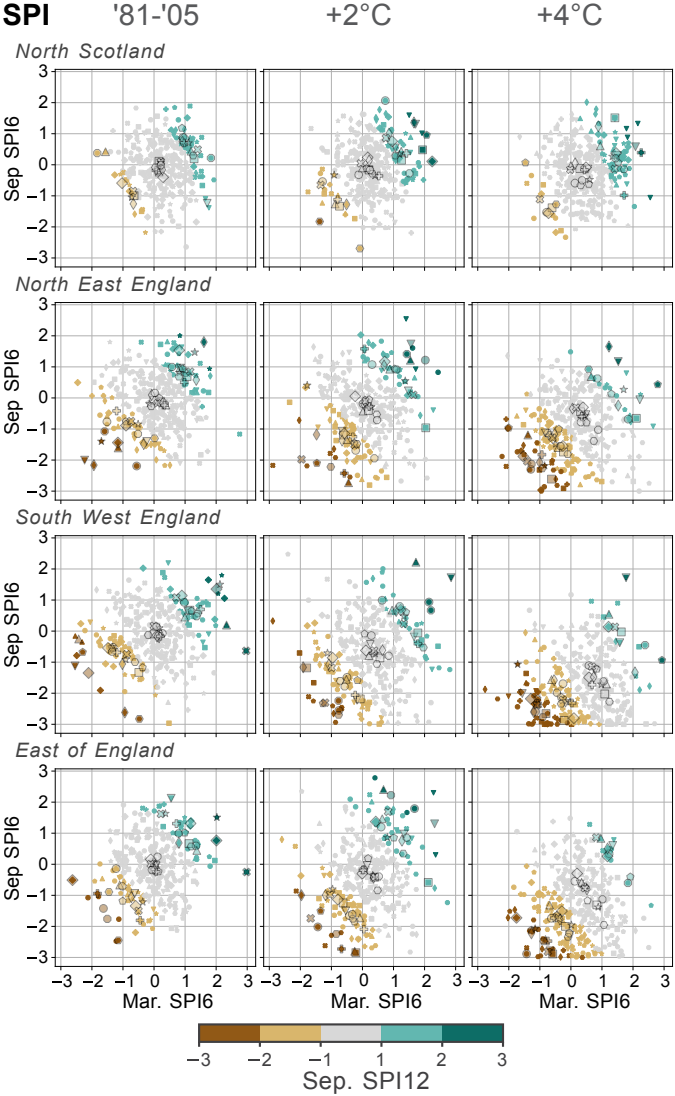 SPI '81-'05 +2°C +4°C
North Scotland
3
2
1
0
−1
−2
−3
Sep SPI6
North East England
3
2
1
0
−1
−2
−3
Sep SPI6
South West England
3
2
1
0
−1
−2
−3
Sep SPI6
East of England
3
2
1
0
−1
−2
−3
Sep SPI6
−3 −2 −1 0 1 2 3 −3 −2 −1 0 1 2 3 −3 −2 −1 0 1 2 3
Mar. SPI6 Mar. SPI6 Mar. SPI6
−3 −2 −1 1 2 3
Sep. SPI12